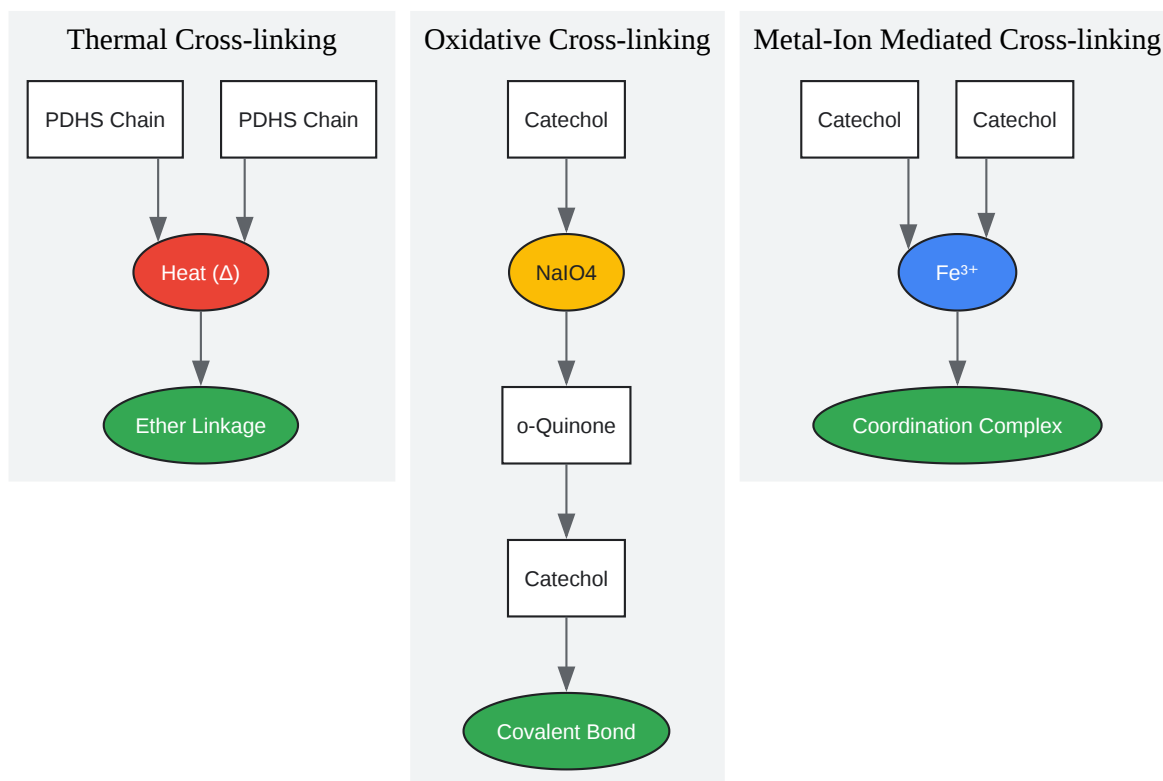 Thermal Cross-linking
PDHS Chain
PDHS Chain
Heat (Δ)
Ether Linkage
Oxidative Cross-linking
Catechol
NaIO4
o-Quinone
Catechol
Covalent Bond
Metal-Ion Mediated Cross-linking
Catechol
Catechol
Fe³⁺
Coordination Complex